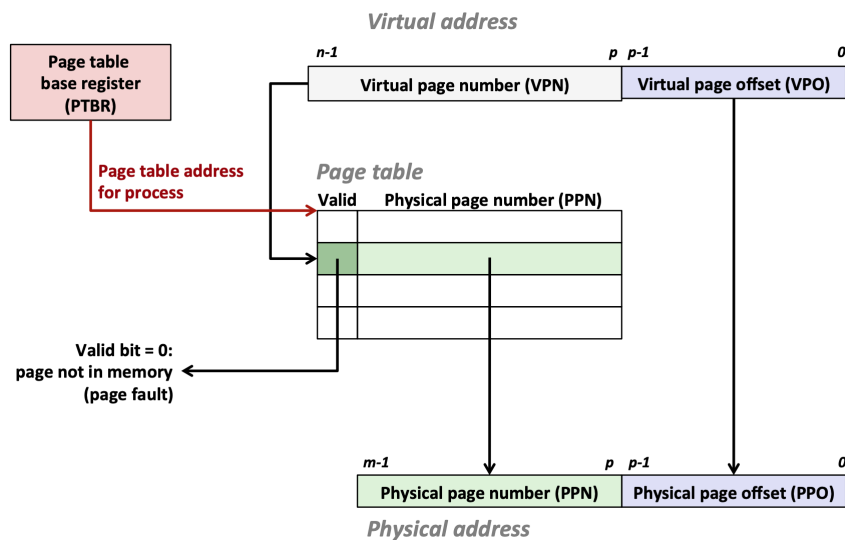 Virtual address
n-1 p p-1 0
Page table
base register
(PTBR)
Virtual page number (VPN) Virtual page offset (VPO)
Page table address
for process
Page table
Valid Physical page number (PPN)
Valid bit = 0:
page not in memory
(page fault)
m-1 p p-1 0
Physical page number (PPN) Physical page offset (PPO)
Physical address